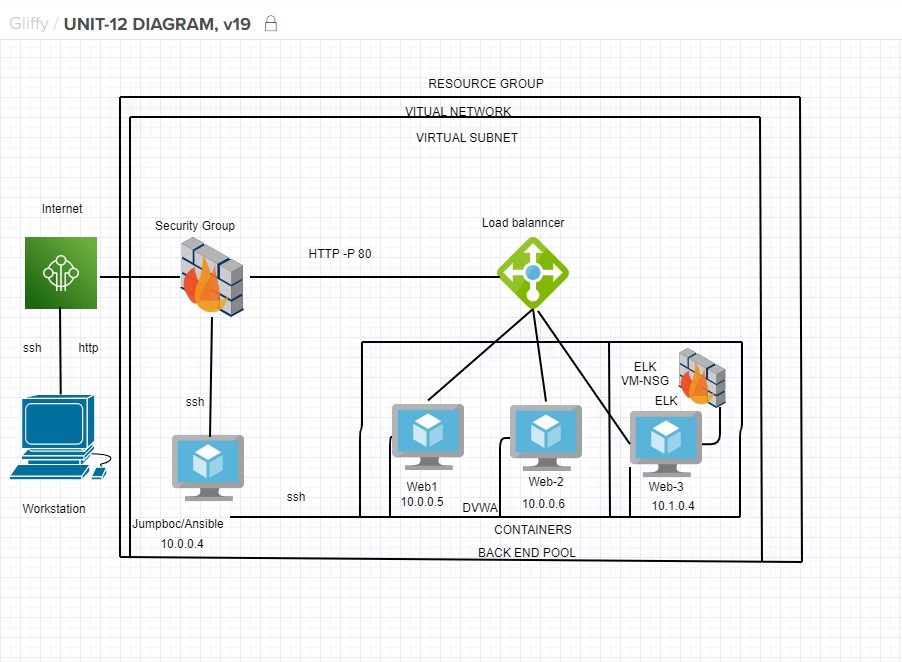 Gliffy / UNIT-12 DIAGRAM, v19
RESOURCE GROUP
VITUAL NETWORK
VIRTUAL SUBNET
Internet
Security Group
Load balanncer
HTTP -P 80
ssh
http
ELK
VM-NSG
ELK
ssh
Web1
10.0.0.5
Web-2
10.0.0.6
Web-3
10.1.0.4
ssh
DVWA
Workstation
Jumpboc/Ansible
10.0.0.4
CONTAINERS
BACK END POOL